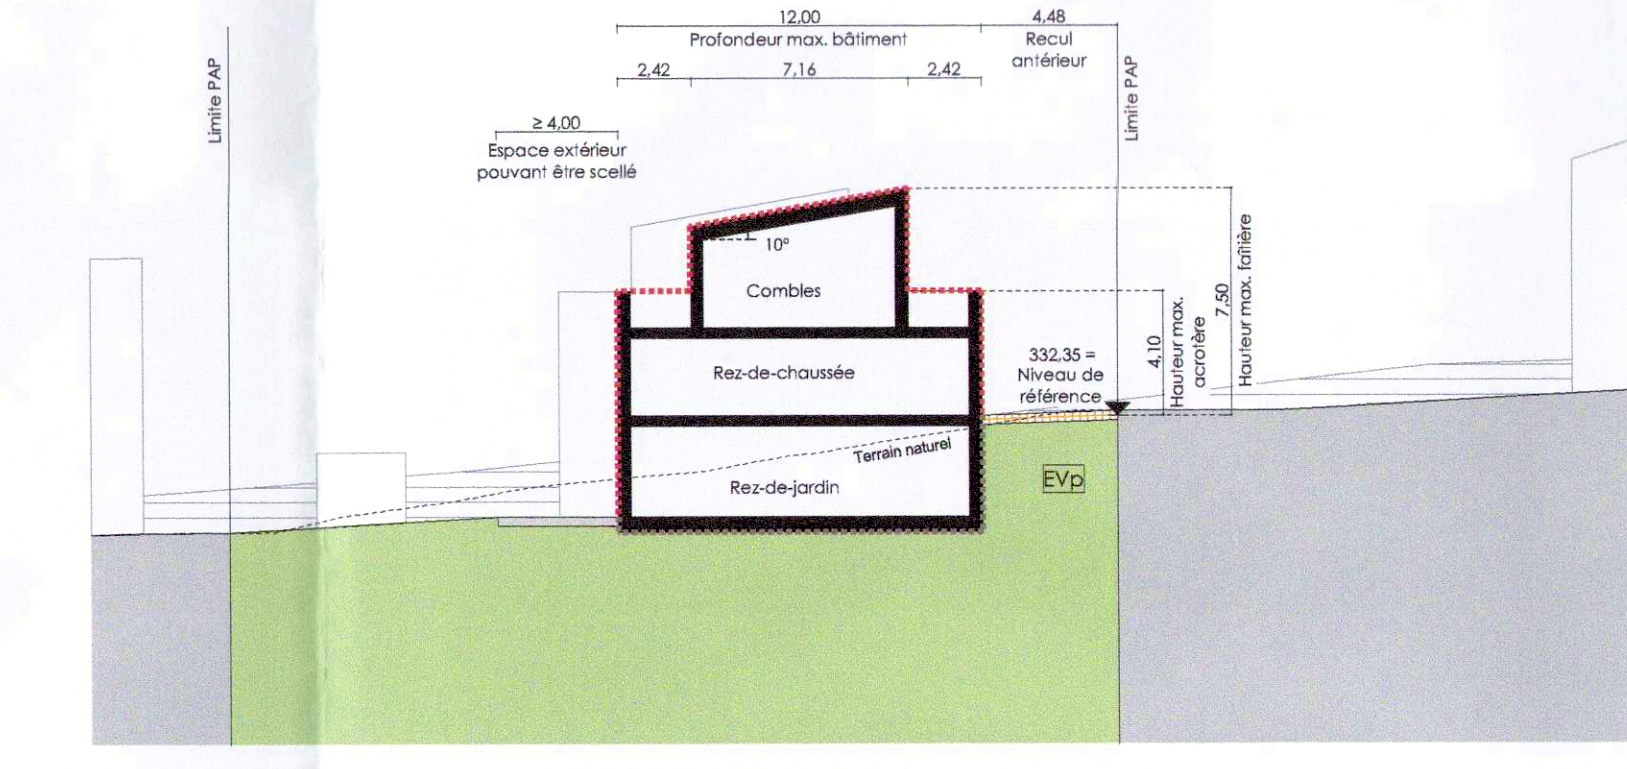 12,00
4,48
Profondeur max. bâtiment
Recul
antérieur
2,42
7,16
2,42
Limite PAP
Limite PAP
≥ 4,00
Espace extérieur
pouvant être scellé
10°
Combles
Rez-de-chaussée
332,35 =
Niveau de
référence
4,10
Hauteur max.
acrotère
7,50
Hauteur max. faîtière
Terrain naturel
Rez-de-jardin
EVp